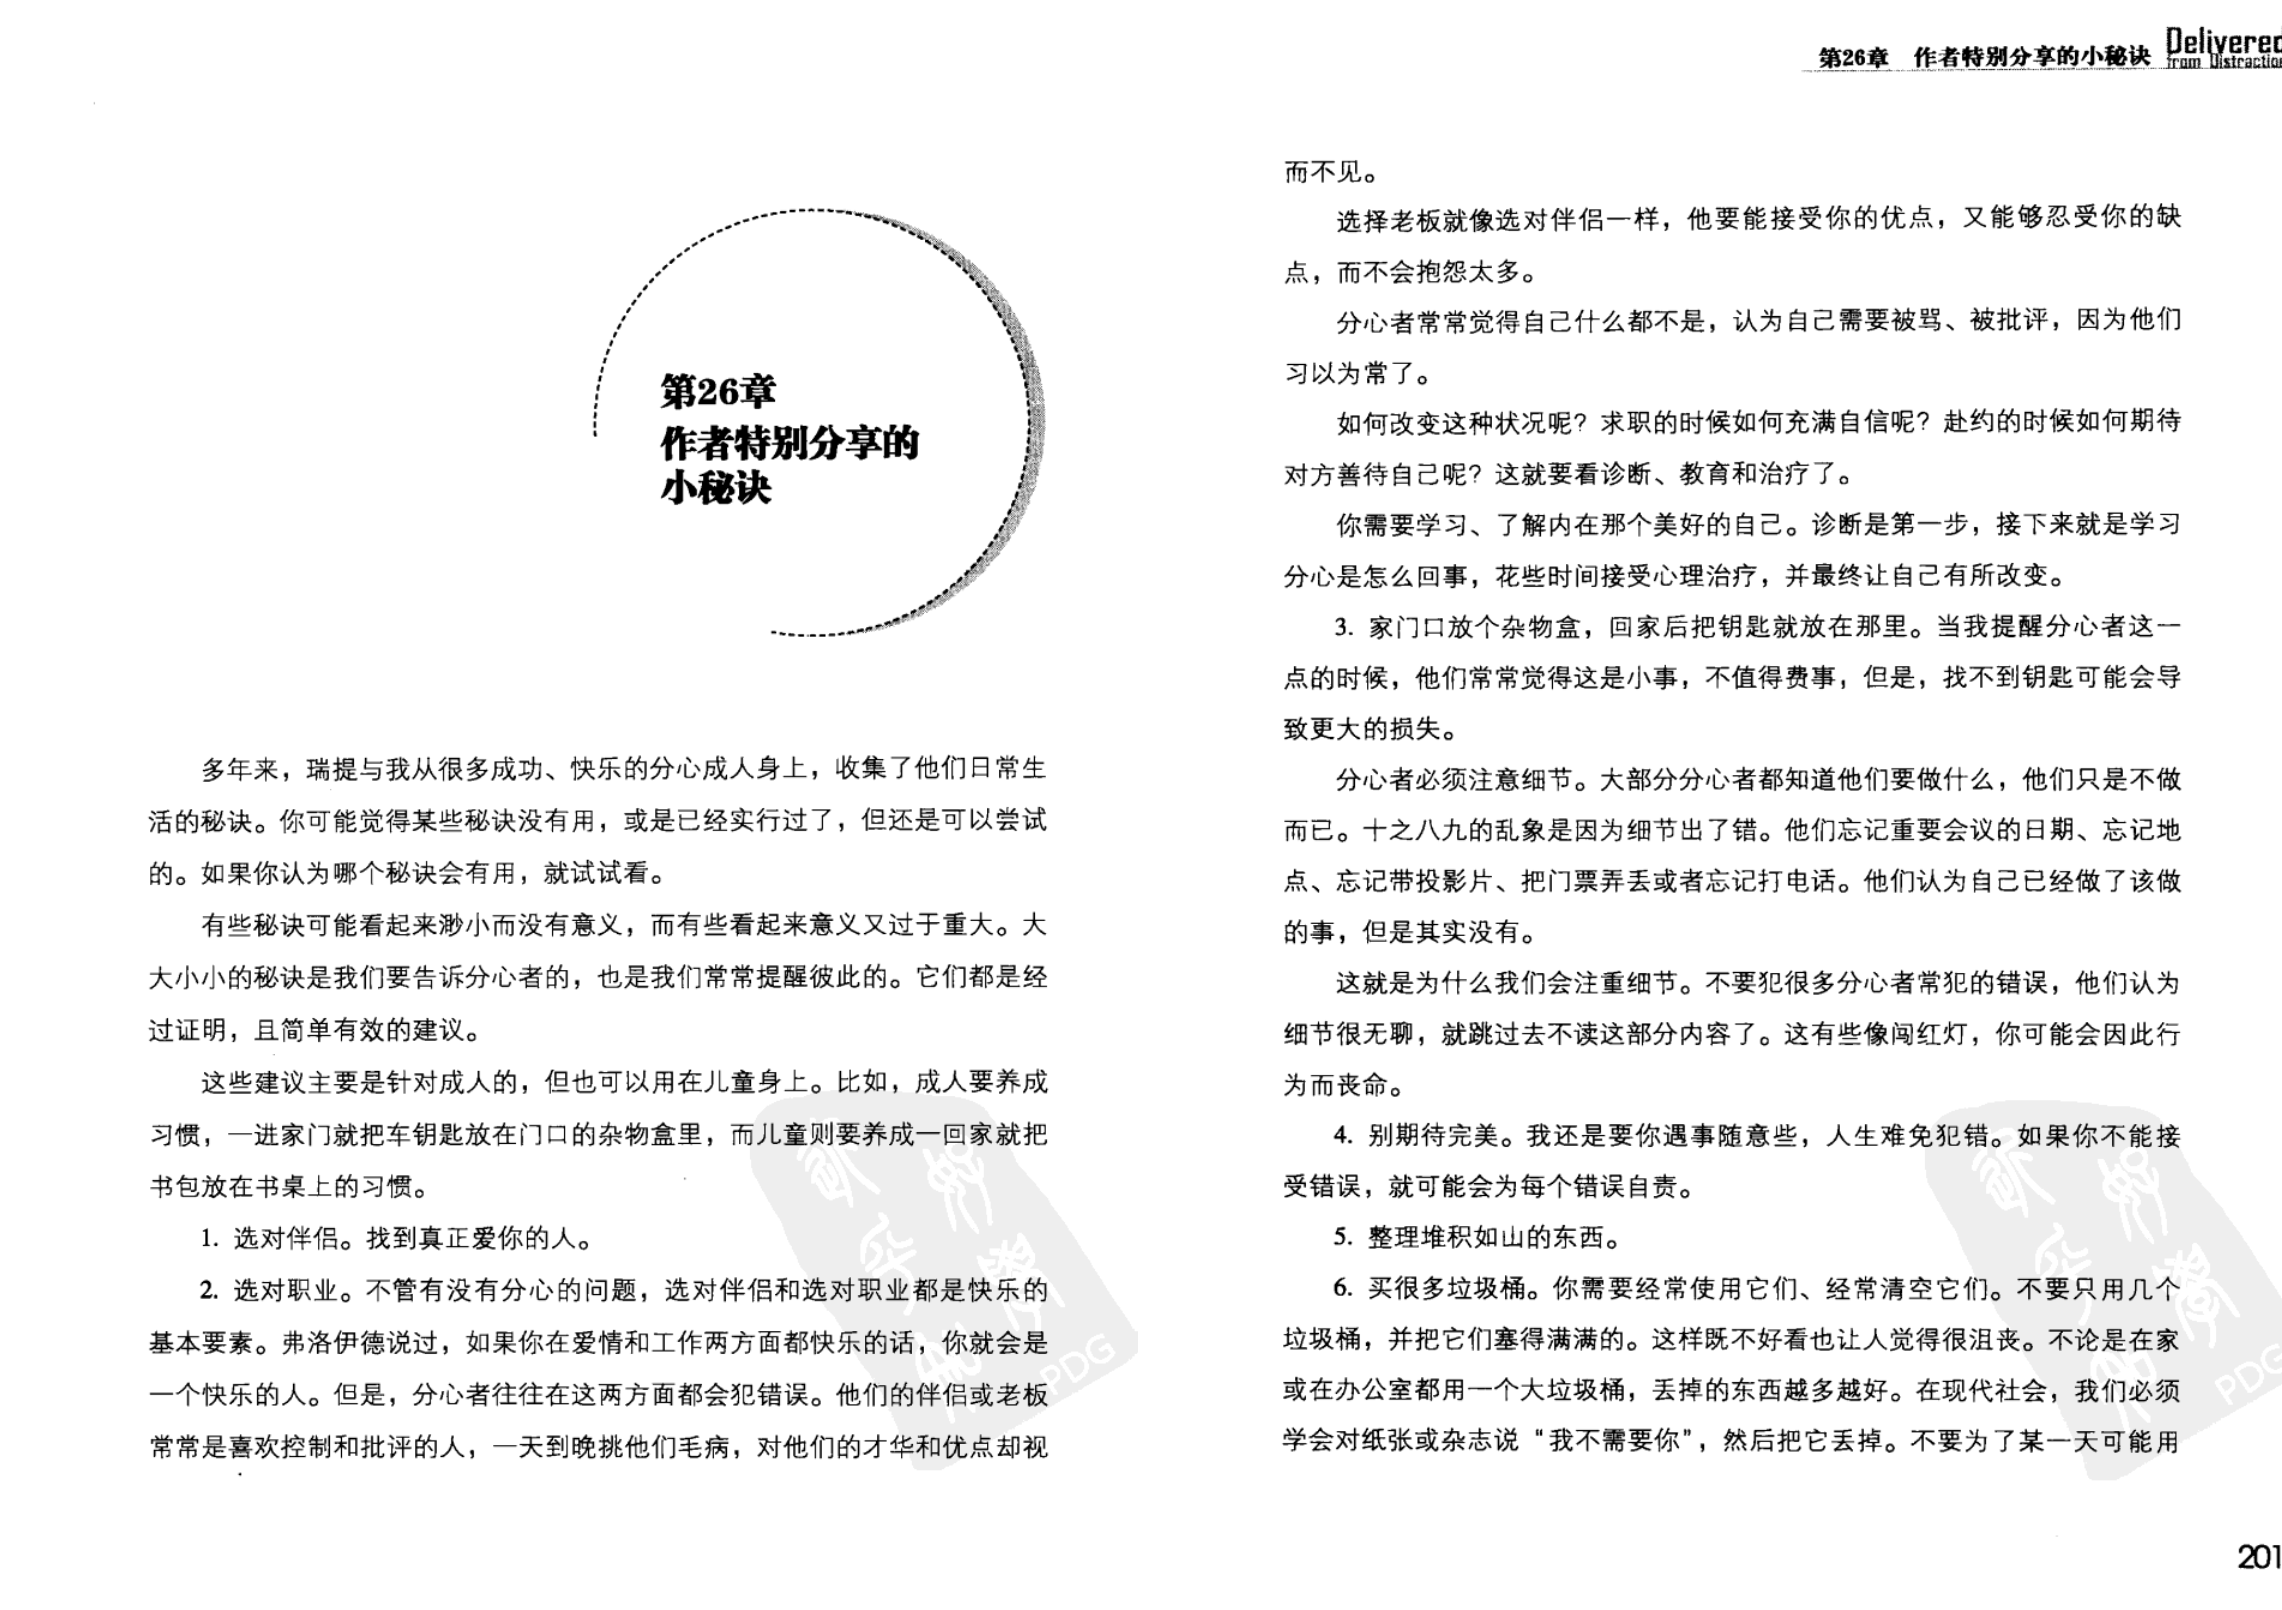 第26章
作者特别分享的
小秘诀
多年来，瑞提与我从很多成功、快乐的分心成人身上，收集了他们日常生
活的秘诀。你可能觉得某些秘诀没有用，或是已经实行过了，但还是可以尝试
的。如果你认为哪个秘诀会有用，就试试看。
有些秘诀可能看起来渺小而没有意义，而有些看起来意义又过于重大。大
大小小的秘诀是我们要告诉分心者的，也是我们常常提醒彼此的。它们都是经
过证明，且简单有效的建议。
这些建议主要是针对成人的，但也可以用在儿童身上。比如，成人要养成
习惯，一进家门就把车钥匙放在门口的杂物盒里，而儿童则要养成一回家就把
书包放在书桌上的习惯。
1. 选对伴侣。找到真正爱你的人。
2. 选对职业。不管有没有分心的问题，选对伴侣和选对职业都是快乐的
基本要素。弗洛伊德说过，如果你在爱情和工作两方面都快乐的话，你就会是
一个快乐的人。但是，分心者往往在这两方面都会犯错误。他们的伴侣或老板
常常是喜欢控制和批评的人，一天到晚挑他们毛病，对他们的才华和优点却视
PDG
第26章 作者特别分享的小秘诀
Delivered
from Distraction
而不见。
选择老板就像选对伴侣一样，他要能接受你的优点，又能够忍受你的缺
点，而不会抱怨太多。
分心者常常觉得自己什么都不是，认为自己需要被骂、被批评，因为他们
习以为常了。
如何改变这种状况呢？求职的时候如何充满自信呢？赴约的时候如何期待
对方善待自己呢？这就要看诊断、教育和治疗了。
你需要学习、了解内在那个美好的自己。诊断是第一步，接下来就是学习
分心是怎么回事，花些时间接受心理治疗，并最终让自己有所改变。
3. 家门口放个杂物盒，回家后把钥匙就放在那里。当我提醒分心者这一
点的时候，他们常常觉得这是小事，不值得费事，但是，找不到钥匙可能会导
致更大的损失。
分心者必须注意细节。大部分分心者都知道他们要做什么，他们只是不做
而已。十之八九的乱象是因为细节出了错。他们忘记重要会议的日期、忘记地
点、忘记带投影片、把门票弄丢或者忘记打电话。他们认为自己已经做了该做
的事，但是其实没有。
这就是为什么我们会注重细节。不要犯很多分心者常犯的错误，他们认为
细节很无聊，就跳过去不读这部分内容了。这有些像闯红灯，你可能会因此行
为而丧命。
4. 别期待完美。我还是要你遇事随意些，人生难免犯错。如果你不能接
受错误，就可能会为每个错误自责。
5. 整理堆积如山的东西。
6. 买很多垃圾桶。你需要经常使用它们、经常清空它们。不要只用几个
垃圾桶，并把它们塞得满满的。这样既不好看也让人觉得很沮丧。不论是在家
或在办公室都用一个大垃圾桶，丢掉的东西越多越好。在现代社会，我们必须
学会对纸张或杂志说“我不需要你”，然后把它丢掉。不要为了某一天可能用
PDG
201